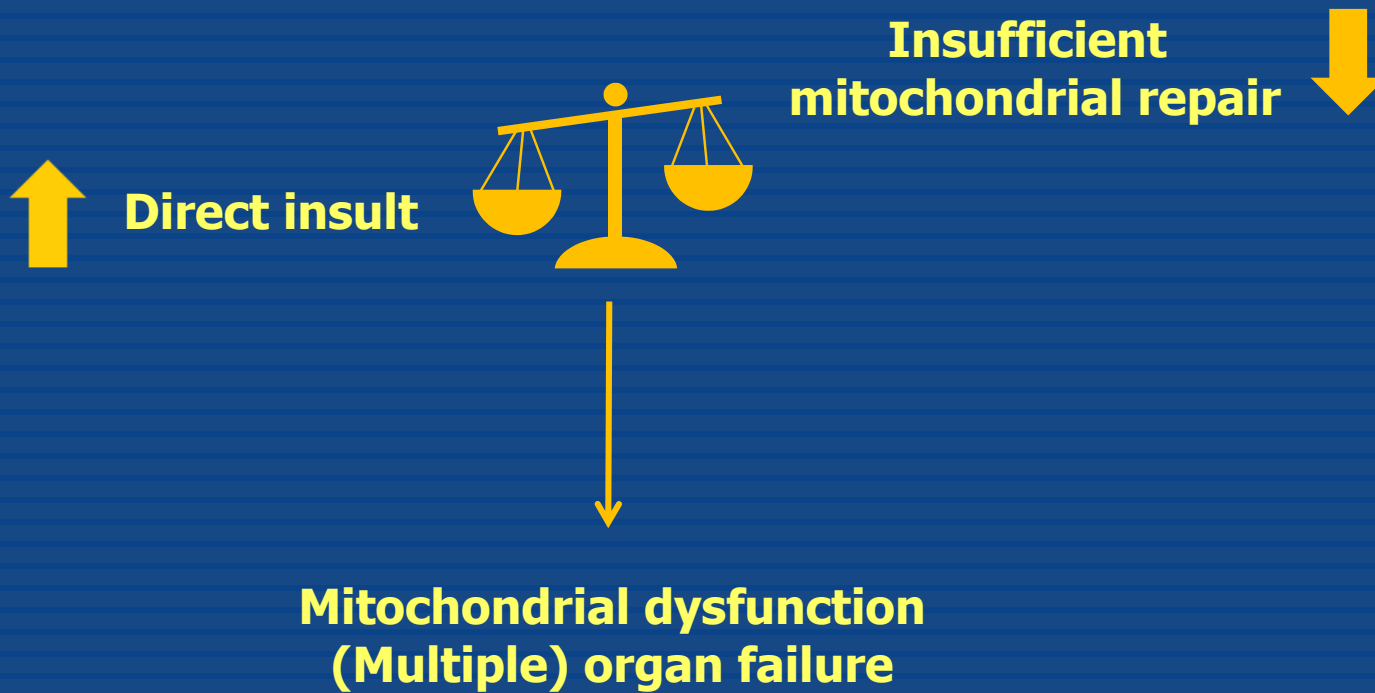 Insufficient
mitochondrial repair
Direct insult
Mitochondrial dysfunction
(Multiple) organ failure